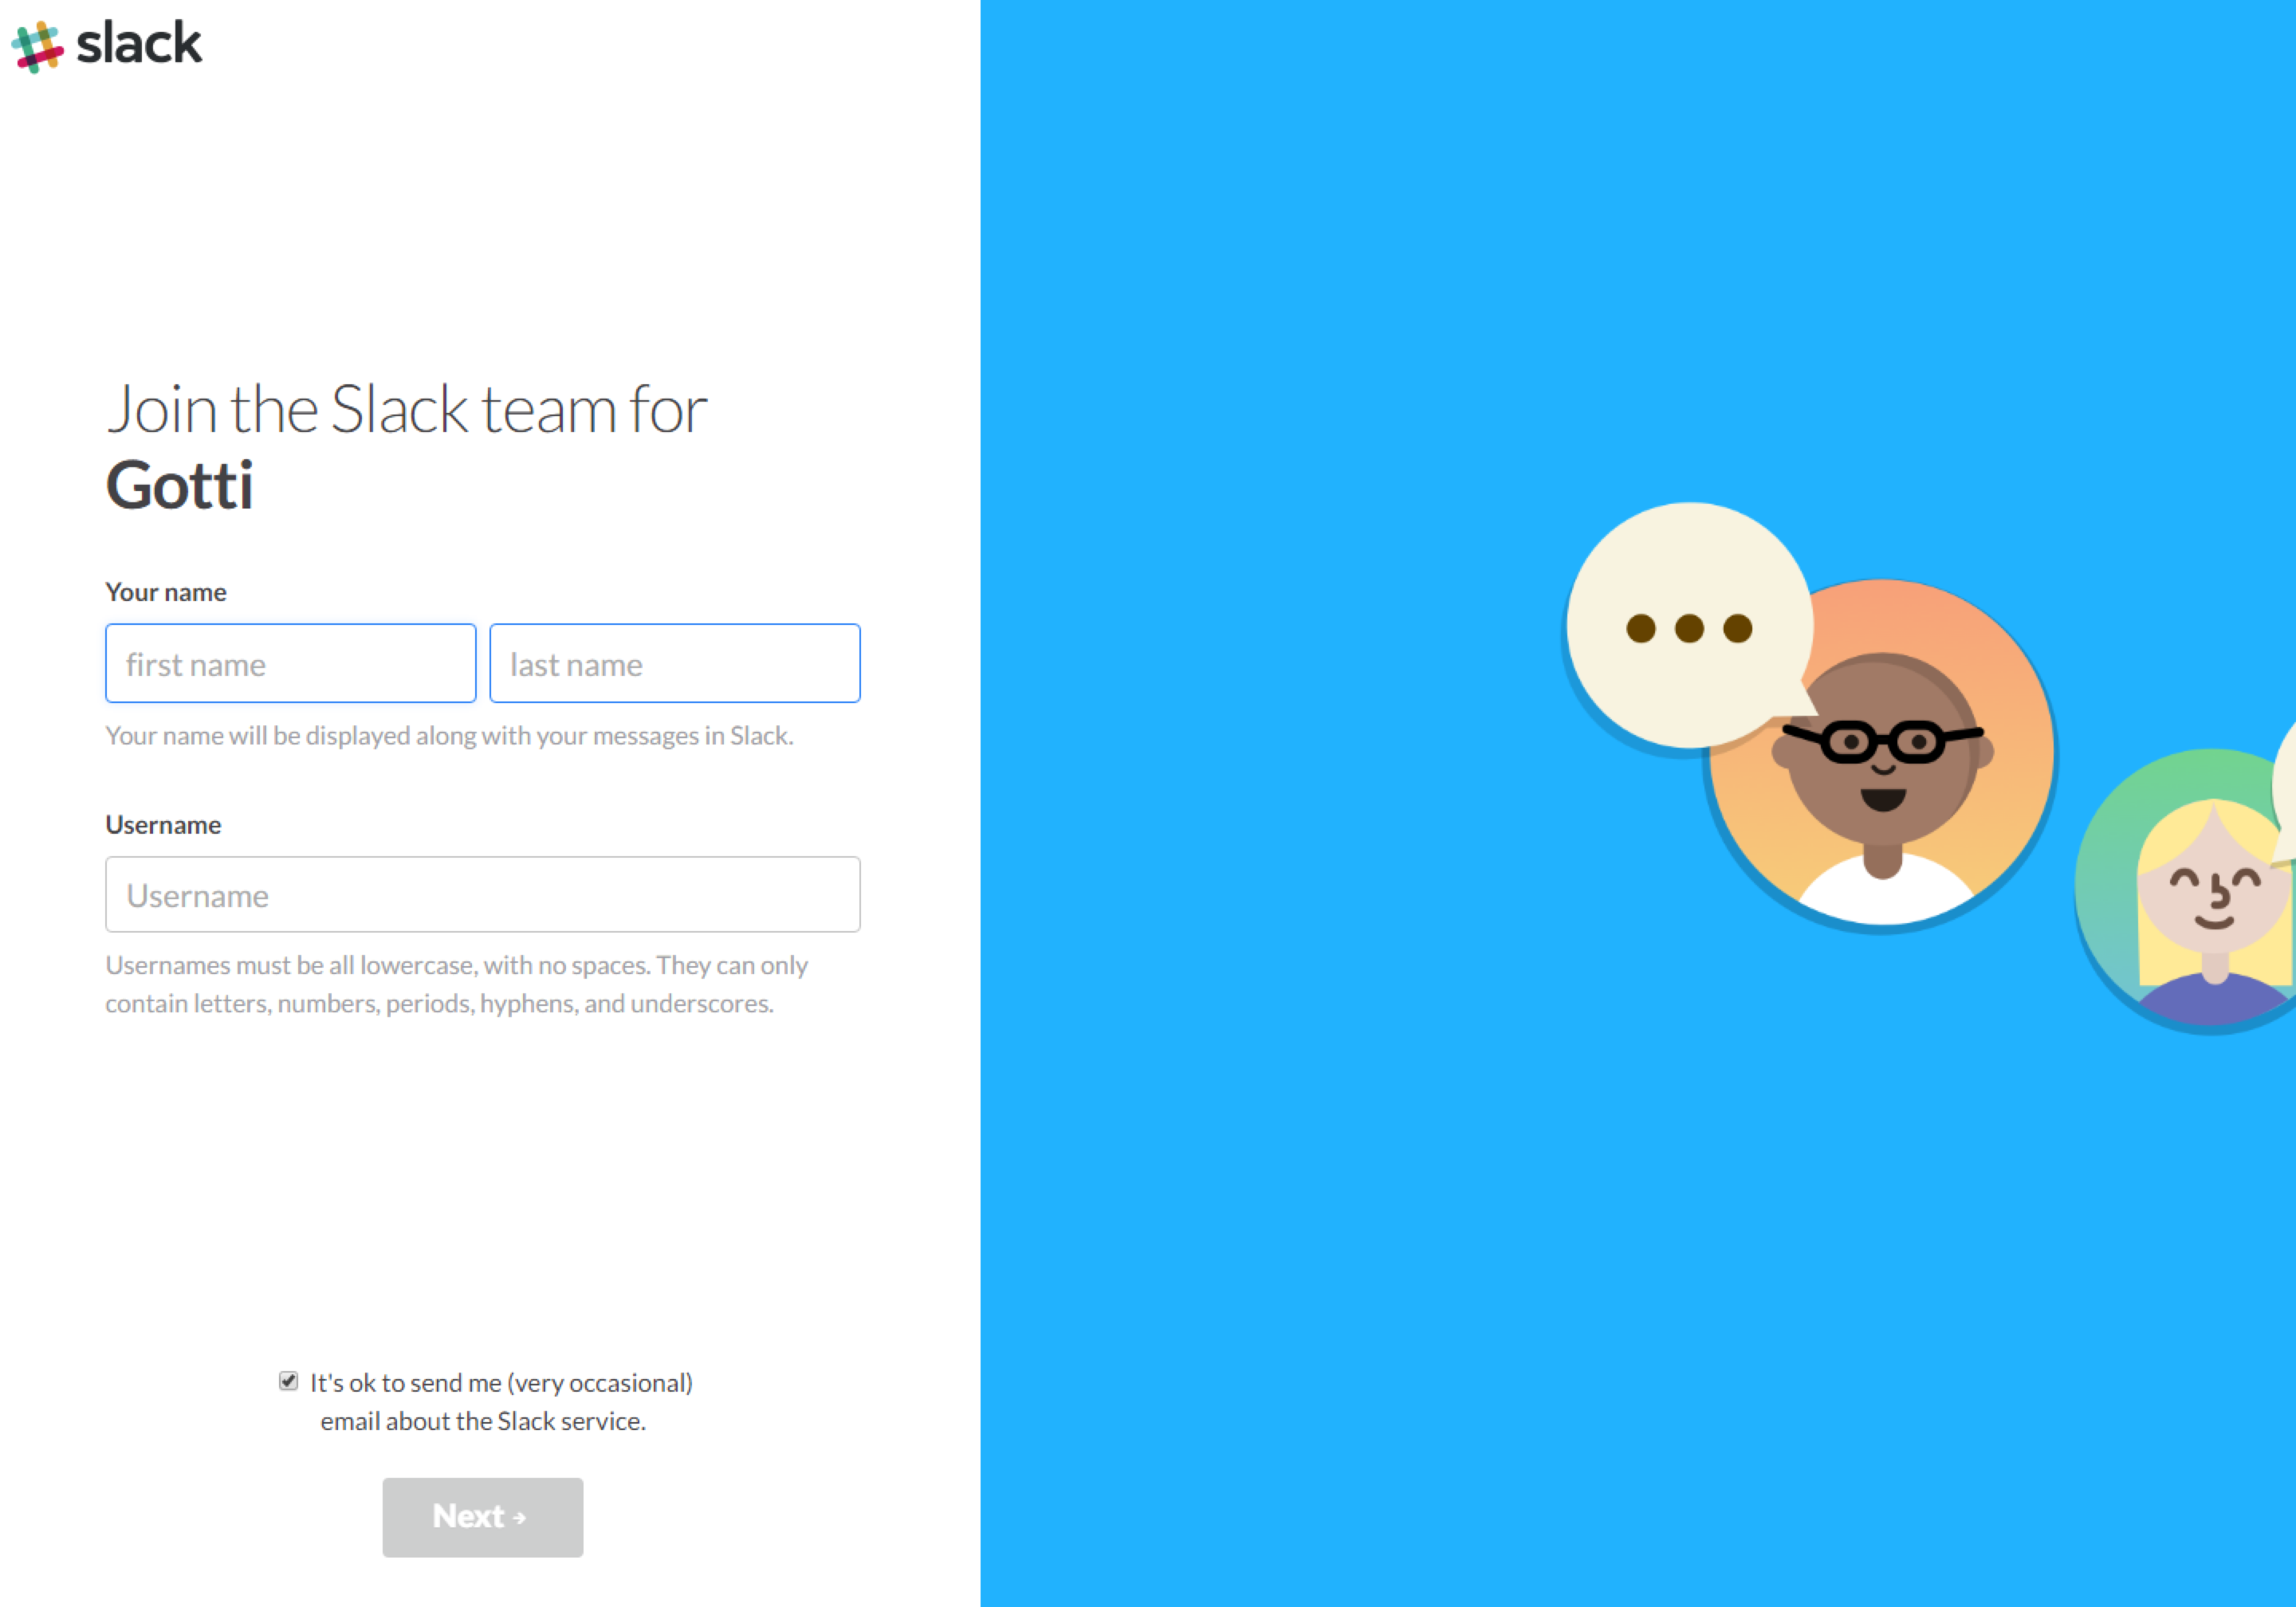 slack
Join the Slack team for
Gotti
Your name
first name
last name
Your name will be displayed along with your messages in Slack.
Username
Username
Usernames must be all lowercase, with no spaces. They can only
contain letters, numbers, periods, hyphens, and underscores.
It's ok to send me (very occasional)
email about the Slack service.
Next →